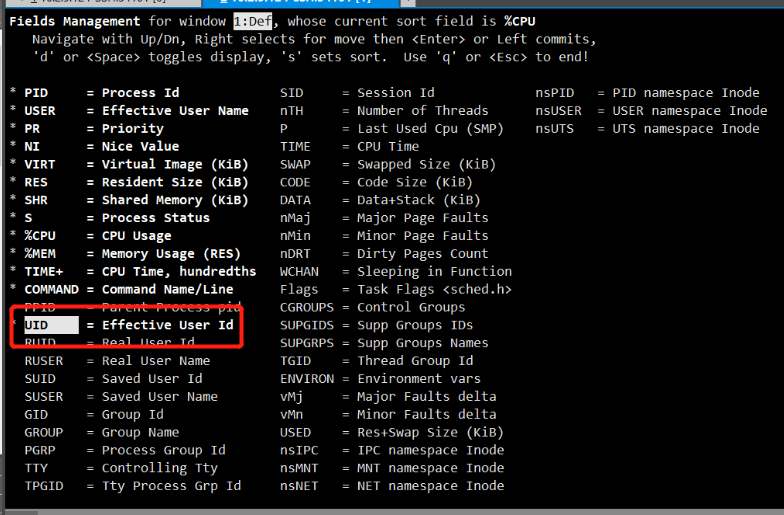 Fields Management for window 1:Def, whose current sort field is %CPU
Navigate with Up/Dn, Right selects for move then <Enter> or Left commits,
'd' or <Space> toggles display, 's' sets sort.  Use 'q' or <Esc> to end!
* PID     = Process Id             SID     = Session Id             nsPID   = PID namespace Inode
* USER    = Effective User Name    nTH     = Number of Threads      nsUSER  = USER namespace Inode
* PR      = Priority               P       = Last Used Cpu (SMP)    nsUTS   = UTS namespace Inode
* NI      = Nice Value             TIME    = CPU Time
* VIRT    = Virtual Image (KiB)    SWAP    = Swapped Size (KiB)
* RES     = Resident Size (KiB)    CODE    = Code Size (KiB)
* SHR     = Shared Memory (KiB)    DATA    = Data+Stack (KiB)
* S       = Process Status         nMaj    = Major Page Faults
* %CPU    = CPU Usage              nMin    = Minor Page Faults
* %MEM    = Memory Usage (RES)     nDRT    = Dirty Pages Count
* TIME+   = CPU Time, hundredths   WCHAN   = Sleeping in Function
* COMMAND = Command Name/Line      Flags   = Task Flags <sched.h>
PPID    = Parent Process pid     CGROUPS = Control Groups
* UID     = Effective User Id      SUPGIDS = Supp Groups IDs
RUID    = Real User Id           SUPGRPS = Supp Groups Names
RUSER   = Real User Name         TGID    = Thread Group Id
SUID    = Saved User Id          ENVIRON = Environment vars
SUSER   = Saved User Name        vMj     = Major Faults delta
GID     = Group Id               vMn     = Minor Faults delta
GROUP   = Group Name             USED    = Res+Swap Size (KiB)
PGRP    = Process Group Id       nsIPC   = IPC namespace Inode
TTY     = Controlling Tty        nsMNT   = MNT namespace Inode
TPGID   = Tty Process Grp Id     nsNET   = NET namespace Inode